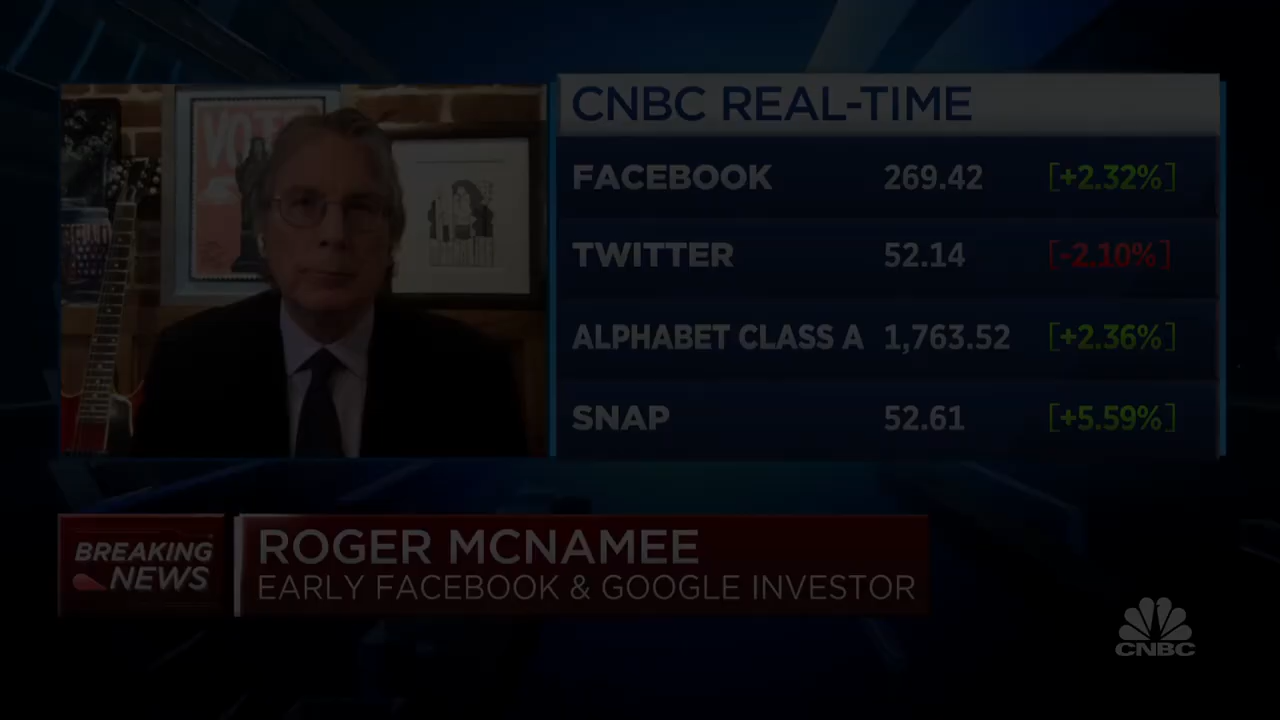 VOTE
CNBC REAL-TIME
FACEBOOK 269.42 [+2.32%]
TWITTER 52.14 [-2.10%]
ALPHABET CLASS A 1,763.52 [+2.36%]
SNAP 52.61 [+5.59%]
BREAKING NEWS
ROGER MCNAMEE
EARLY FACEBOOK & GOOGLE INVESTOR
CNBC